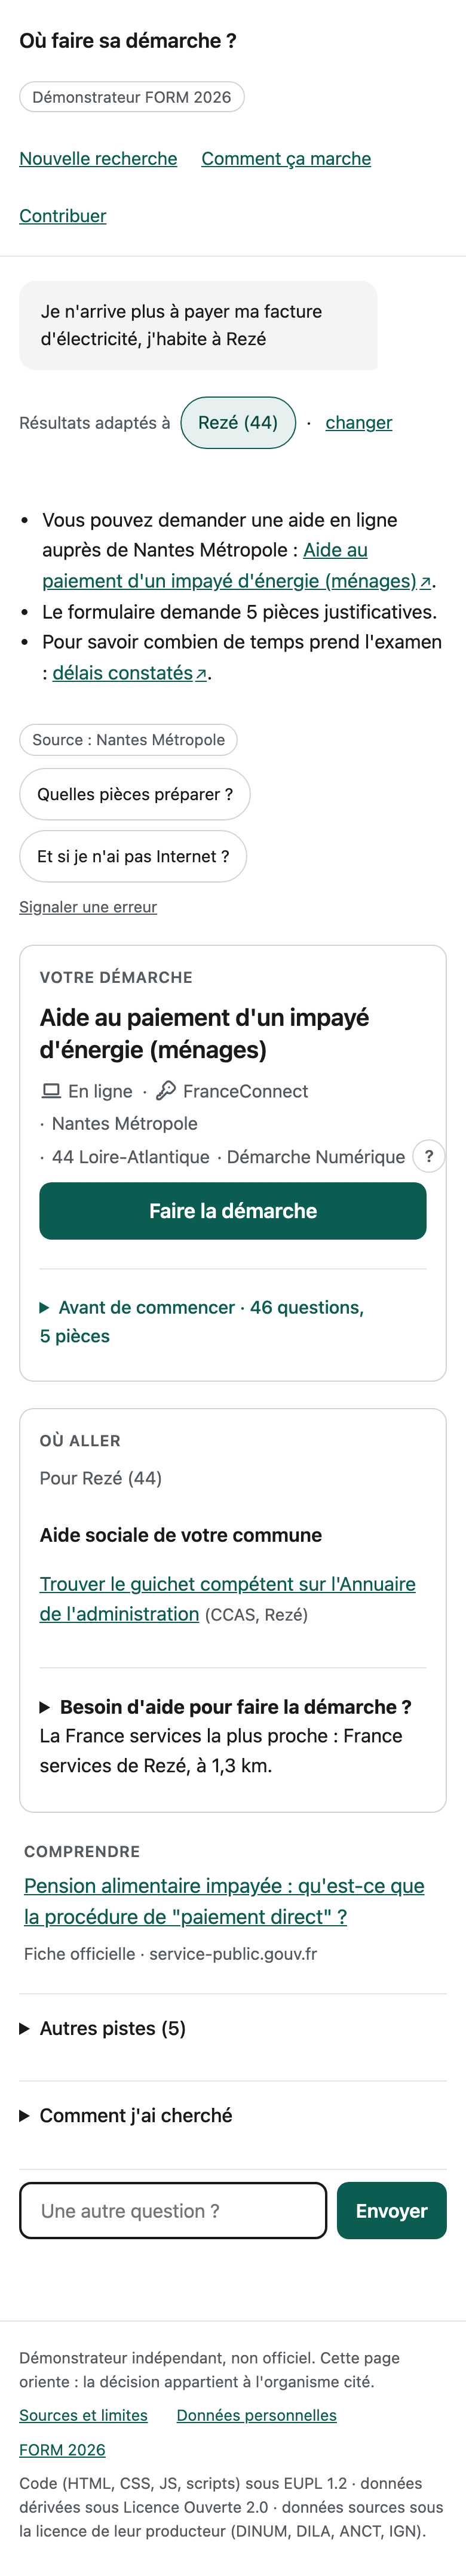 Où faire sa démarche ?
Démonstrateur FORM 2026
Nouvelle recherche Comment ça marche
Contribuer
Je n'arrive plus à payer ma facture
d'électricité, j'habite à Rezé
Résultats adaptés à Rezé (44) · changer
• Vous pouvez demander une aide en ligne
auprès de Nantes Métropole : Aide au
paiement d'un impayé d'énergie (ménages)↗.
• Le formulaire demande 5 pièces justificatives.
• Pour savoir combien de temps prend l'examen
: délais constatés↗.
Source : Nantes Métropole
Quelles pièces préparer ?
Et si je n'ai pas Internet ?
Signaler une erreur
VOTRE DÉMARCHE
Aide au paiement d'un impayé
d'énergie (ménages)
En ligne · FranceConnect
· Nantes Métropole
· 44 Loire-Atlantique · Démarche Numérique ?
Faire la démarche
▶ Avant de commencer · 46 questions,
5 pièces
OÙ ALLER
Pour Rezé (44)
Aide sociale de votre commune
Trouver le guichet compétent sur l'Annuaire
de l'administration (CCAS, Rezé)
▶ Besoin d'aide pour faire la démarche ?
La France services la plus proche : France
services de Rezé, à 1,3 km.
COMPRENDRE
Pension alimentaire impayée : qu'est-ce que
la procédure de "paiement direct" ?
Fiche officielle · service-public.gouv.fr
▶ Autres pistes (5)
▶ Comment j'ai cherché
Une autre question ? Envoyer
Démonstrateur indépendant, non officiel. Cette page
oriente : la décision appartient à l'organisme cité.
Sources et limites Données personnelles
FORM 2026
Code (HTML, CSS, JS, scripts) sous EUPL 1.2 · données
dérivées sous Licence Ouverte 2.0 · données sources sous
la licence de leur producteur (DINUM, DILA, ANCT, IGN).